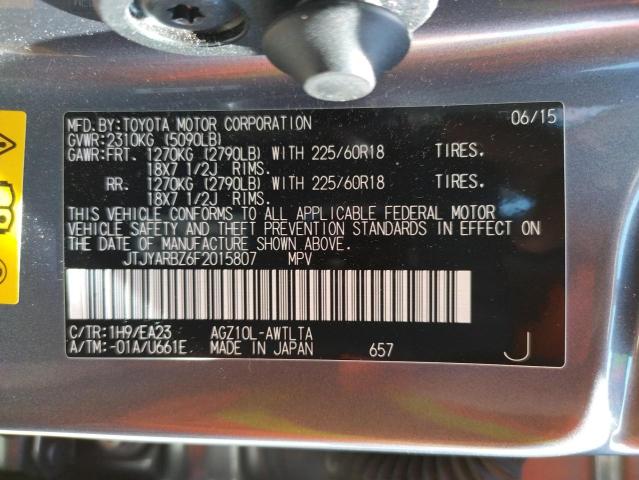 MFD.BY:TOYOTA MOTOR CORPORATION 06/15
GVWR:2310KG (5090LB)
GAWR:FRT. 1270KG (2790LB) WITH 225/60R18 TIRES.
18X7 1/2J RIMS.
RR. 1270KG (2790LB) WITH 225/60R18 TIRES.
18X7 1/2J RIMS.
THIS VEHICLE CONFORMS TO ALL APPLICABLE FEDERAL MOTOR
VEHICLE SAFETY AND THEFT PREVENTION STANDARDS IN EFFECT ON
THE DATE OF MANUFACTURE SHOWN ABOVE.
JTJYARBZ6F2015807 MPV
C/TR:1H9/EA23 AGZ10L-AWTLTA
A/TM:-01A/U661E MADE IN JAPAN 657 J